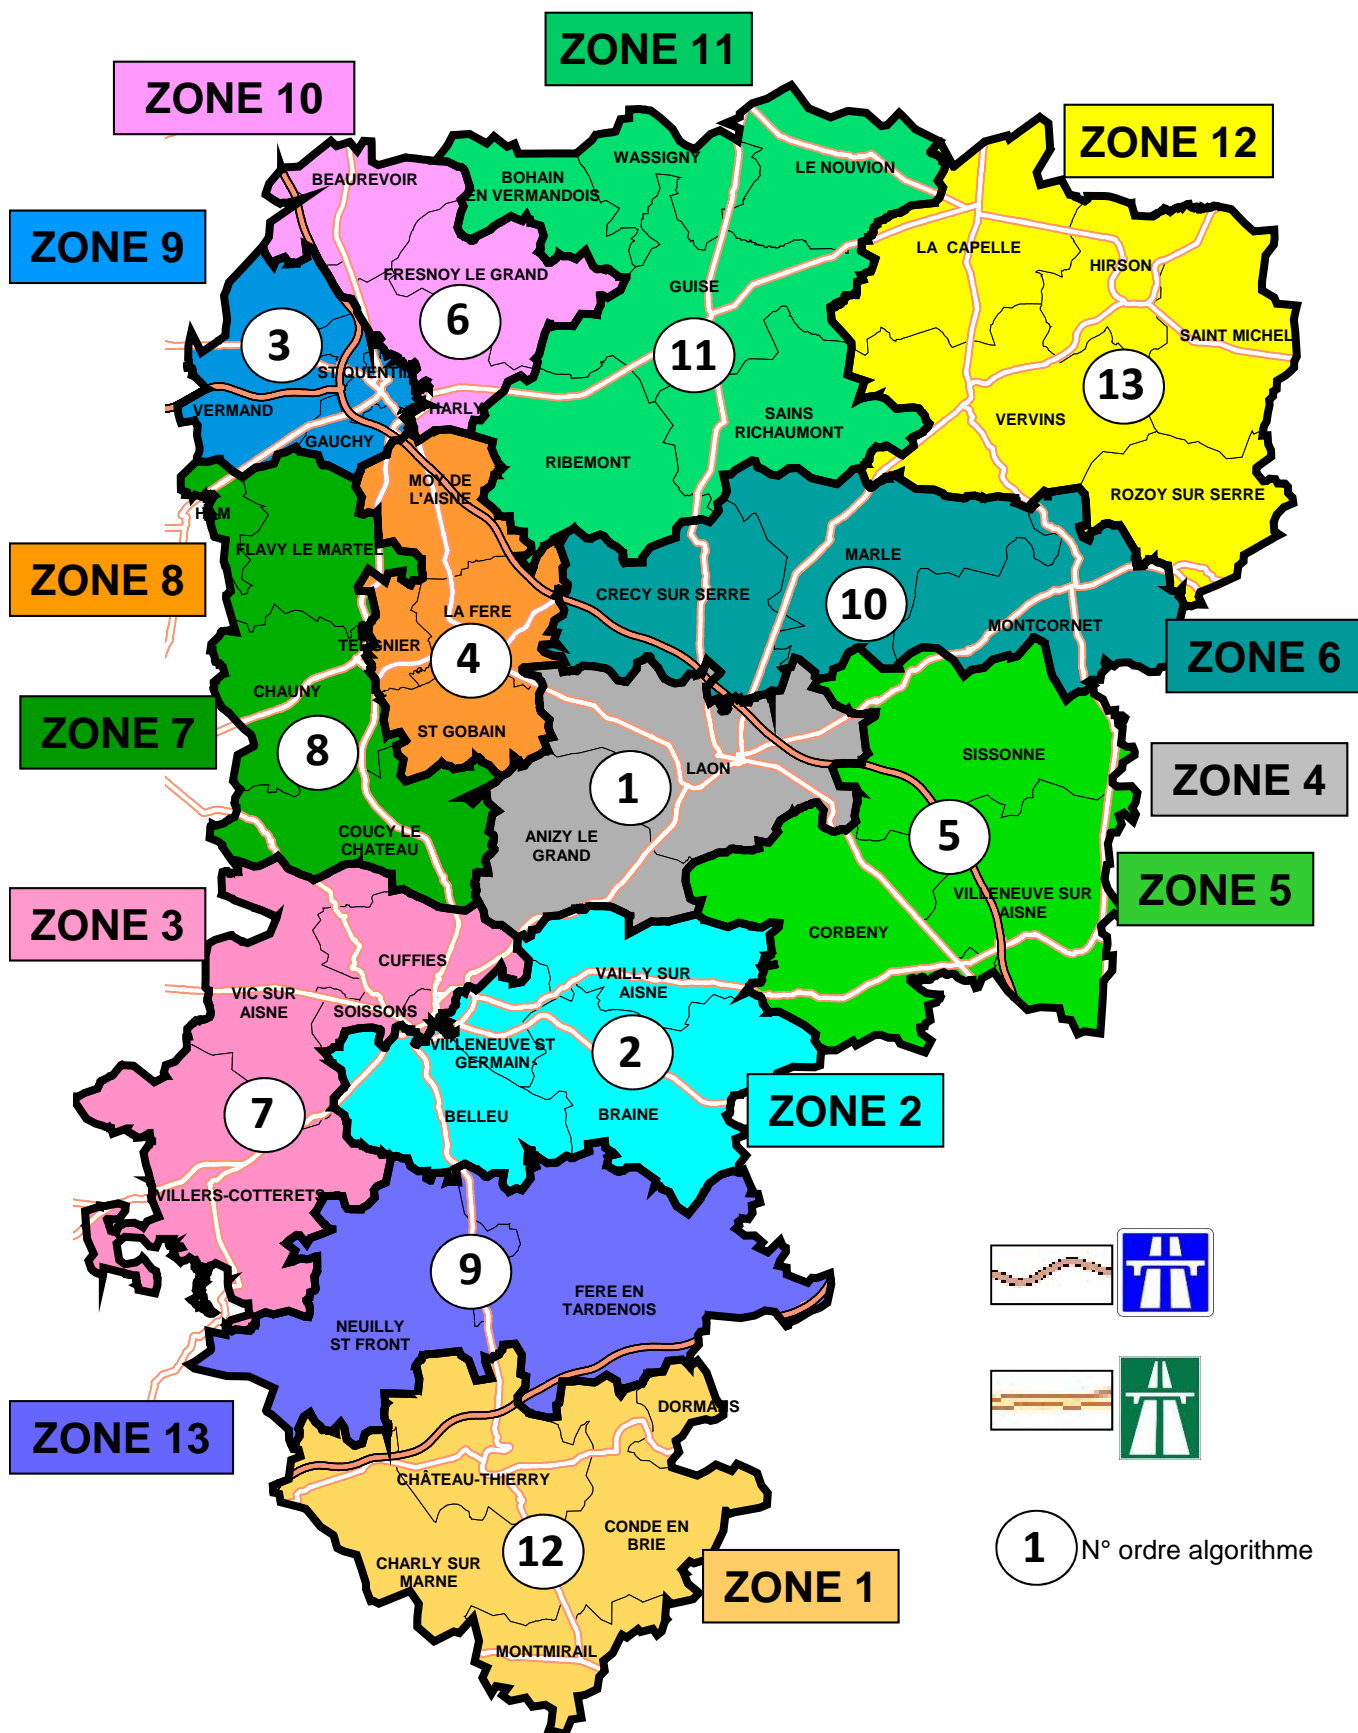 ZONE 11
ZONE 10
ZONE 12
WASSIGNY
LE NOUVION
BEAUREVOIR
BOHAIN
EN VERMANDOIS
ZONE 9
LA CAPELLE
HIRSON
FRESNOY LE GRAND
GUISE
6
3
SAINT MICHEL
11
ST QUENTIN
13
VERMAND
HARLY
SAINS
RICHAUMONT
VERVINS
GAUCHY
RIBEMONT
MOY DE
L'AISNE
ROZOY SUR SERRE
HAM
FLAVY LE MARTEL
MARLE
ZONE 8
CRECY SUR SERRE
LA FERE
10
MONTCORNET
TERGNIER
4
ZONE 6
CHAUNY
ZONE 7
ST GOBAIN
8
SISSONNE
LAON
ZONE 4
1
COUCY LE
CHATEAU
ANIZY LE
GRAND
5
ZONE 5
VILLENEUVE SUR
AISNE
ZONE 3
CORBENY
CUFFIES
VAILLY SUR
AISNE
VIC SUR
AISNE
SOISSONS
VILLENEUVE ST
GERMAIN
2
7
BELLEU
BRAINE
ZONE 2
VILLERS-COTTERETS
9
FERE EN
TARDENOIS
NEUILLY
ST FRONT
DORMANS
ZONE 13
CHÂTEAU-THIERRY
CONDE EN
BRIE
12
CHARLY SUR
MARNE
1
N° ordre algorithme
ZONE 1
MONTMIRAIL